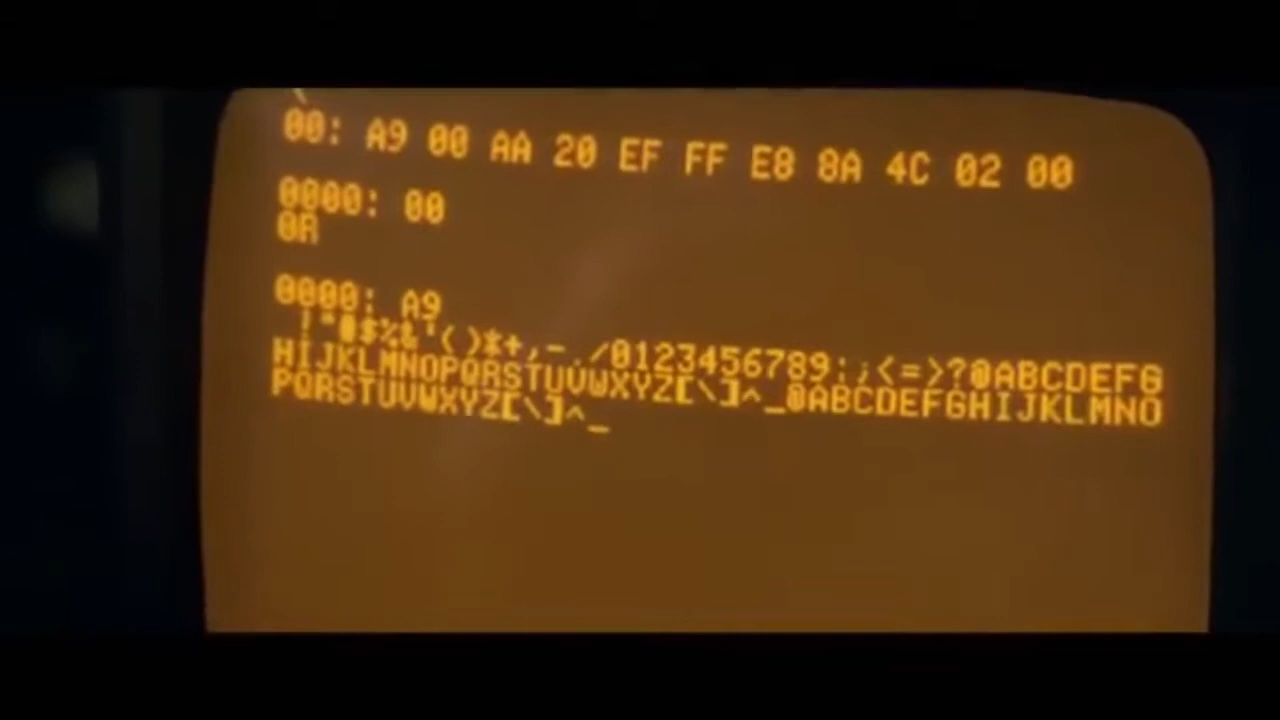 \
00: A9 00 AA 20 EF FF E8 8A 4C 02 00
0000: 00
0R
0000: A9
!"#$%&'()*+,-./0123456789:;<=>?@ABCDEFG
HIJKLMNOPQRSTUVWXYZ[\]^_@ABCDEFGHIJKLMNO
PQRSTUVWXYZ[\]^_